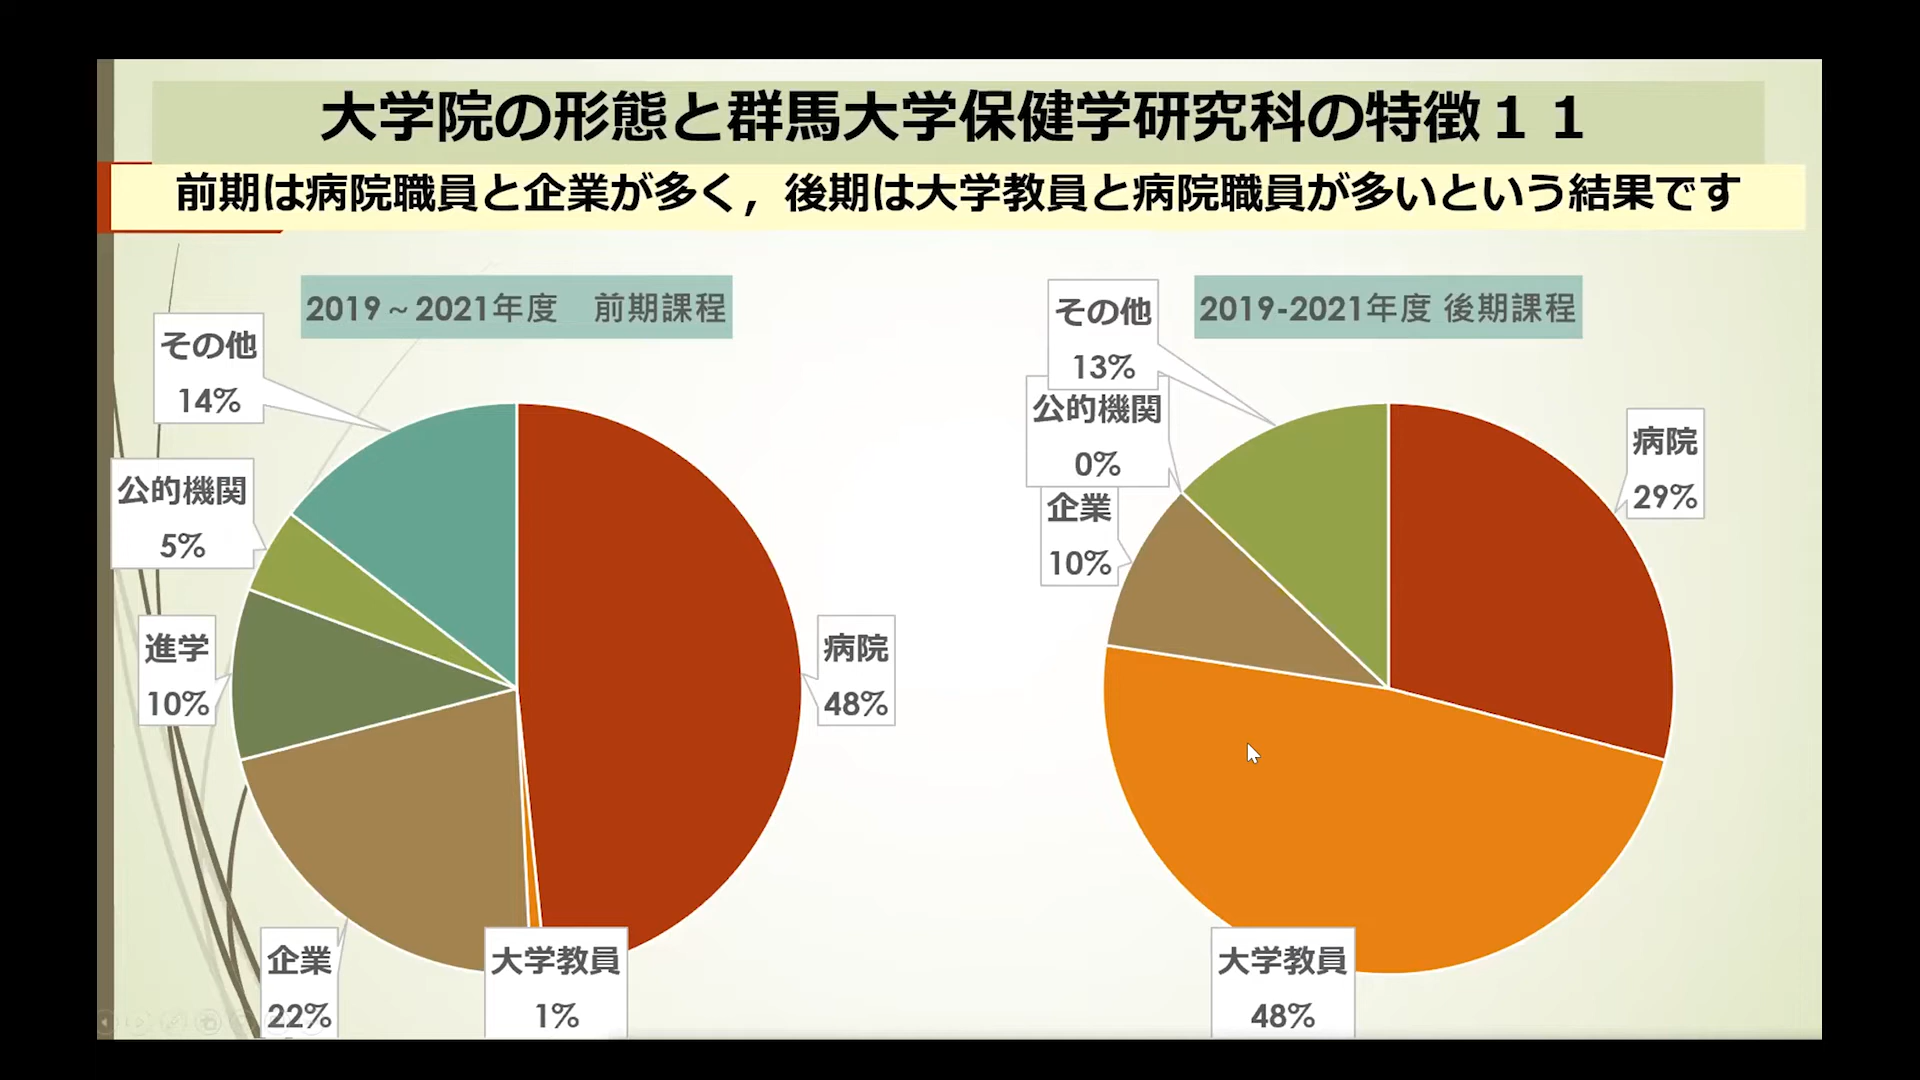 大学院の形態と群馬大学保健学研究科の特徴１１
前期は病院職員と企業が多く，後期は大学教員と病院職員が多いという結果です
2019～2021年度　前期課程
その他
14%
公的機関
5%
進学
10%
企業
22%
大学教員
1%
病院
48%
2019-2021年度 後期課程
その他
13%
公的機関
0%
企業
10%
大学教員
48%
病院
29%